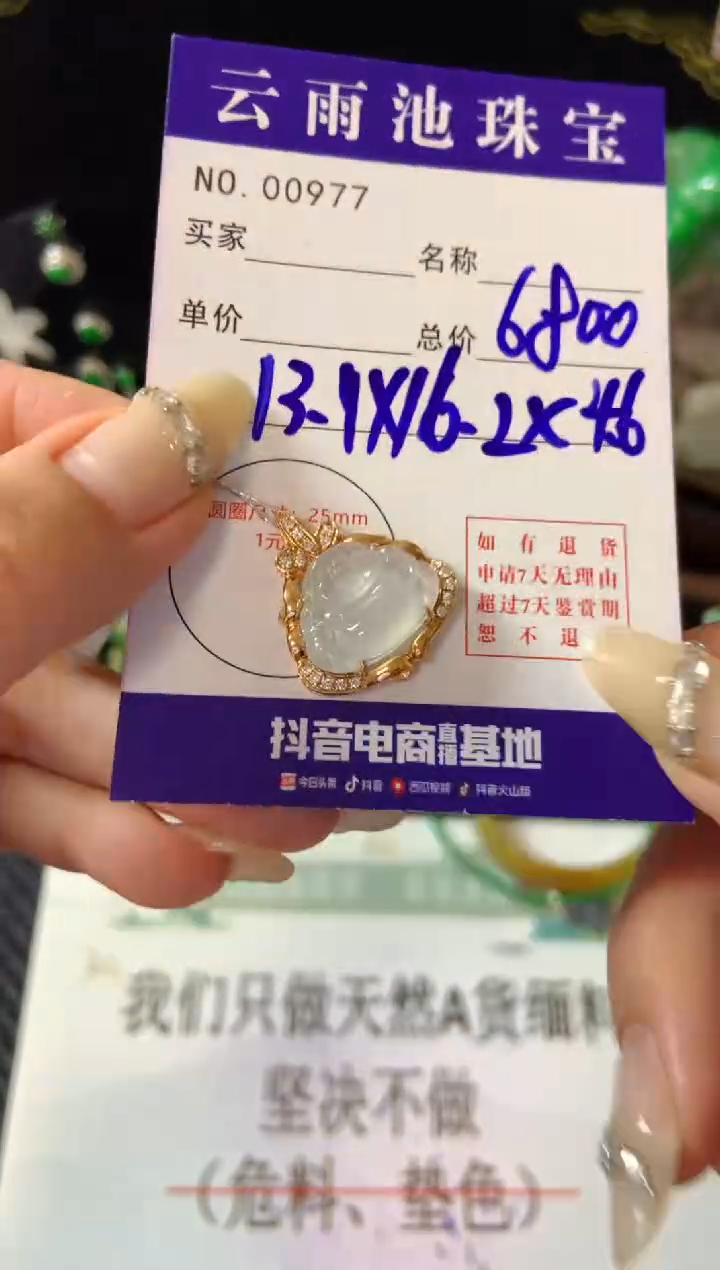 云雨池珠宝
NO. 00977
买家 名称
单价 总价 6800
13.1X16.2X4.6
圆圈尺寸 25mm
1元
如有退货
申请7天无理由
超过7天鉴赏期
恕不退
抖音电商直播基地
今日头条 抖音 西瓜视频 抖音火山版
我们只做天然A货缅料
坚决不做
(危料、垫色)